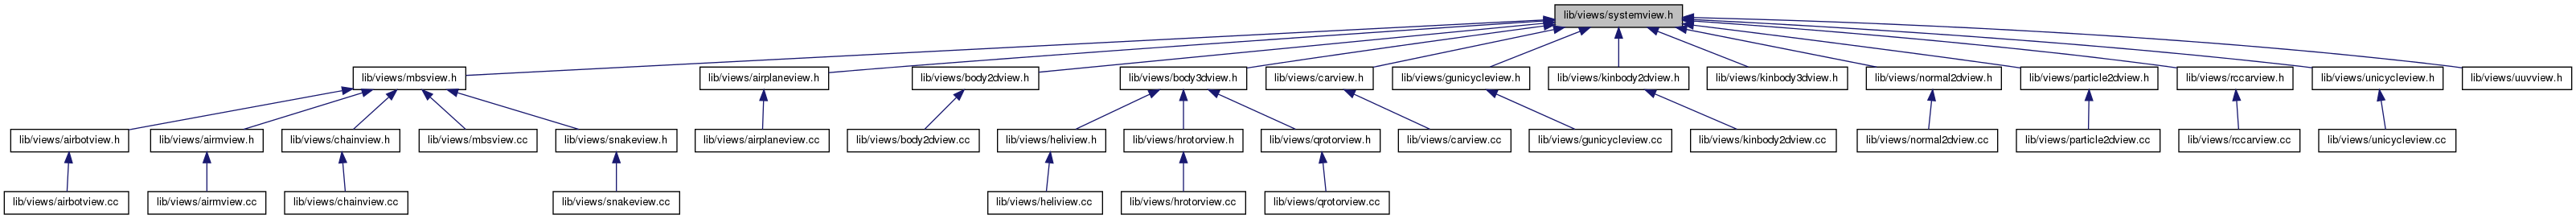 lib/views/systemview.h
lib/views/mbsview.h
lib/views/airplaneview.h
lib/views/body2dview.h
lib/views/body3dview.h
lib/views/carview.h
lib/views/gunicycleview.h
lib/views/kinbody2dview.h
lib/views/kinbody3dview.h
lib/views/normal2dview.h
lib/views/particle2dview.h
lib/views/rccarview.h
lib/views/unicycleview.h
lib/views/uuvview.h
lib/views/airbotview.h
lib/views/airmview.h
lib/views/chainview.h
lib/views/mbsview.cc
lib/views/snakeview.h
lib/views/airplaneview.cc
lib/views/body2dview.cc
lib/views/heliview.h
lib/views/hrotorview.h
lib/views/qrotorview.h
lib/views/carview.cc
lib/views/gunicycleview.cc
lib/views/kinbody2dview.cc
lib/views/normal2dview.cc
lib/views/particle2dview.cc
lib/views/rccarview.cc
lib/views/unicycleview.cc
lib/views/airbotview.cc
lib/views/airmview.cc
lib/views/chainview.cc
lib/views/snakeview.cc
lib/views/heliview.cc
lib/views/hrotorview.cc
lib/views/qrotorview.cc